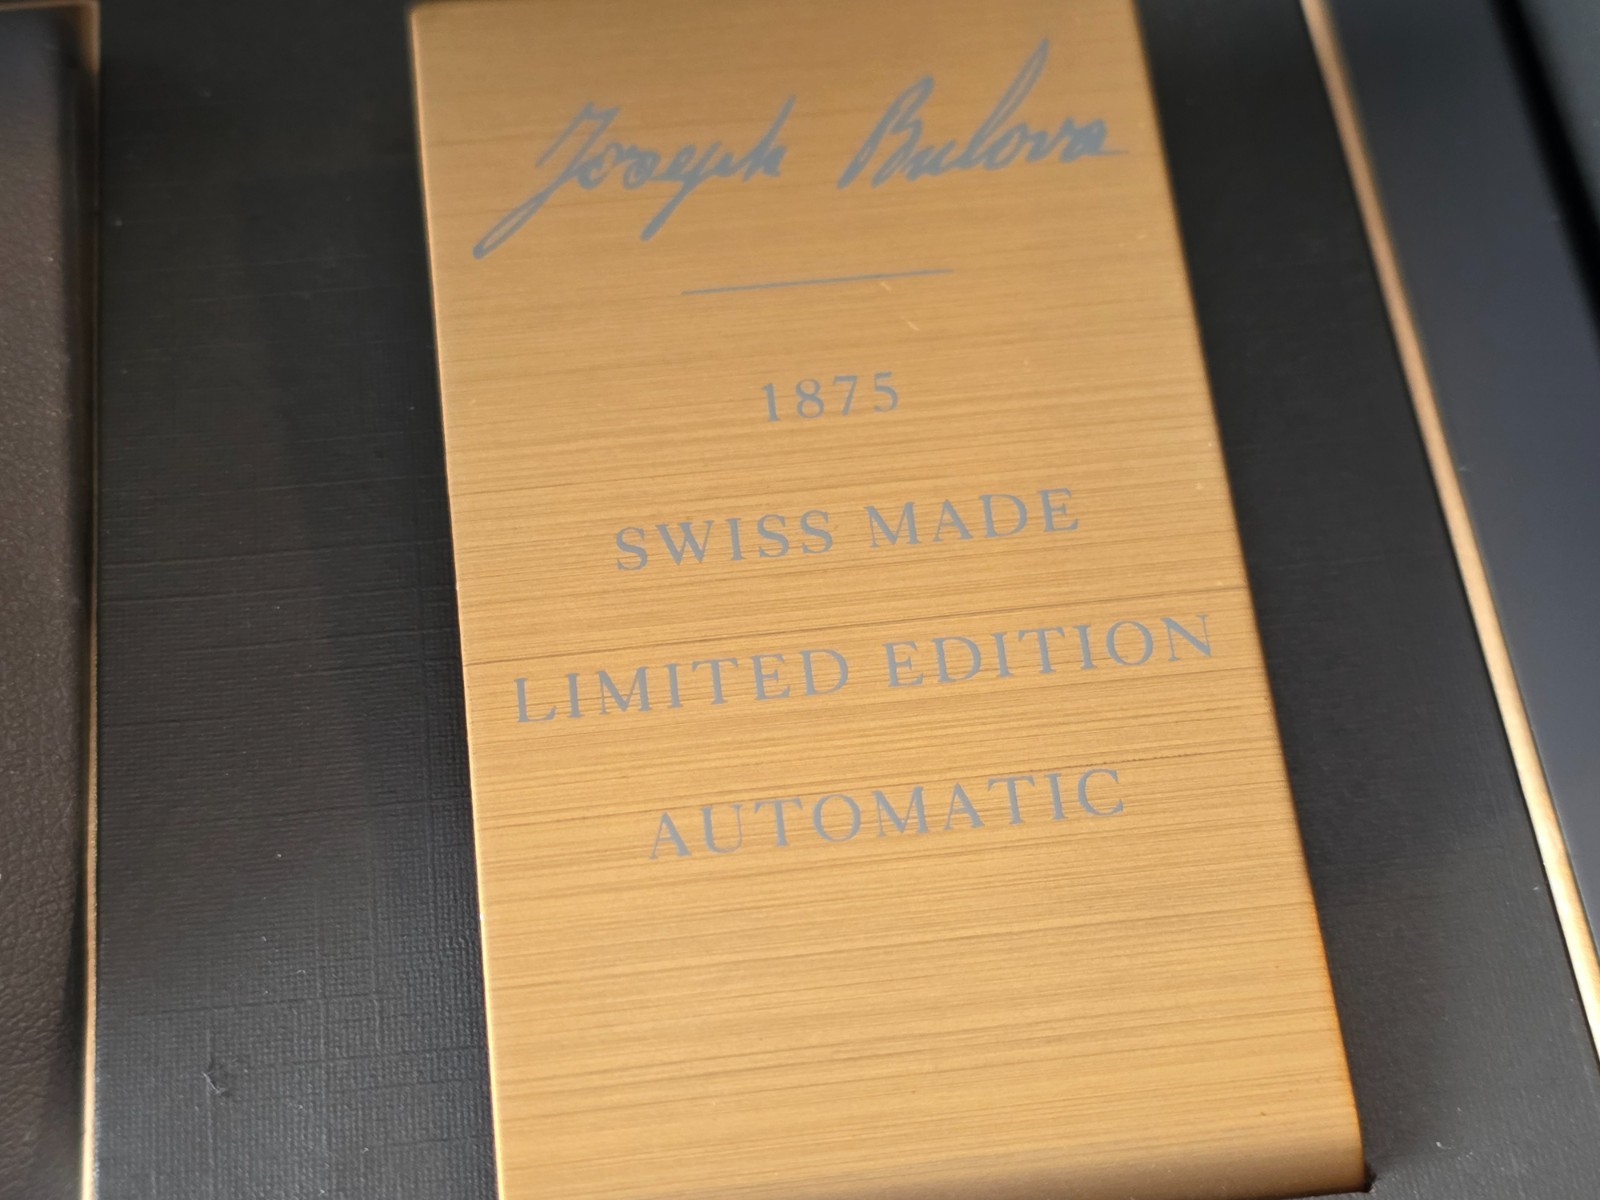 Joseph Bulova
1875
SWISS MADE
LIMITED EDITION
AUTOMATIC